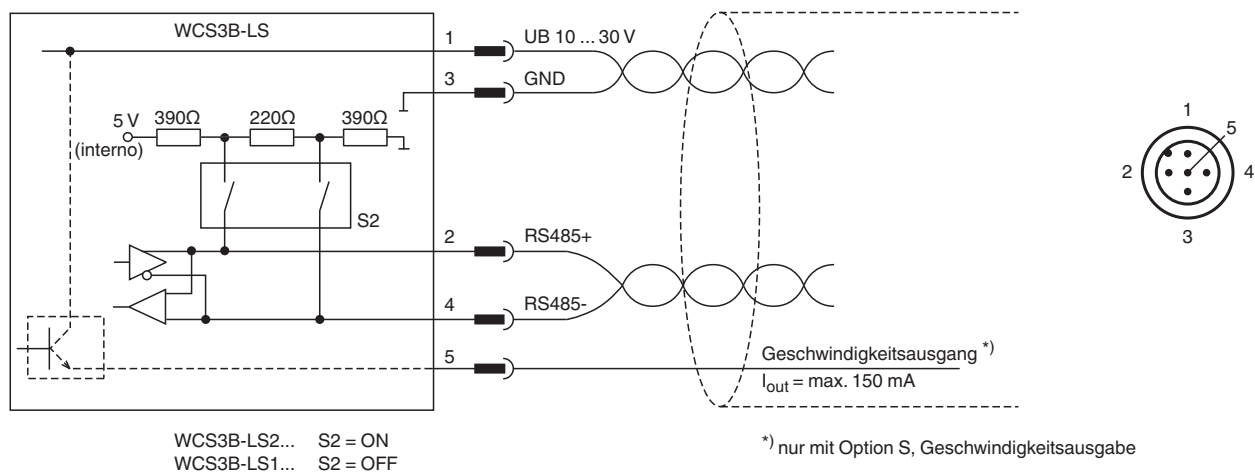 WCS3B-LS
1
UB 10 ... 30 V
3
GND
390Ω
220Ω
390Ω
5 V
(interno)
S2
2
RS485+
4
RS485-
5
Geschwindigkeitsausgang *)
Iout = max. 150 mA
1
5
2
4
3
WCS3B-LS2... S2 = ON
WCS3B-LS1... S2 = OFF
*) nur mit Option S, Geschwindigkeitsausgabe